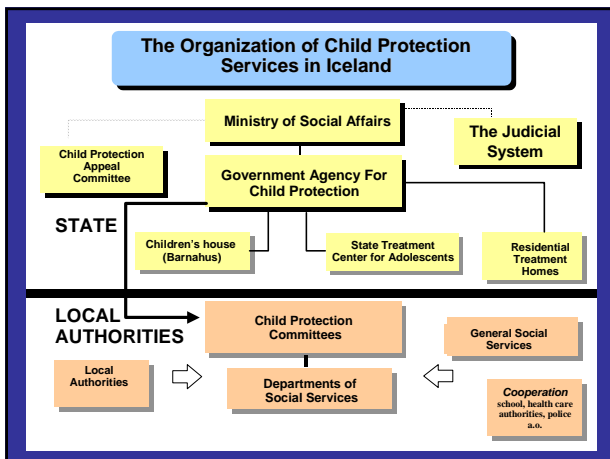 The Organization of Child Protection
Services in Iceland
Ministry of Social Affairs
The Judicial
System
Child Protection
Appeal
Committee
Government Agency For
Child Protection
STATE
Children's house
(Barnahus)
State Treatment
Center for Adolescents
Residential
Treatment
Homes
LOCAL
AUTHORITIES
Child Protection
Committees
General Social
Services
Local
Authorities
Departments of
Social Services
Cooperation
school, health care
authorities, police
a.o.